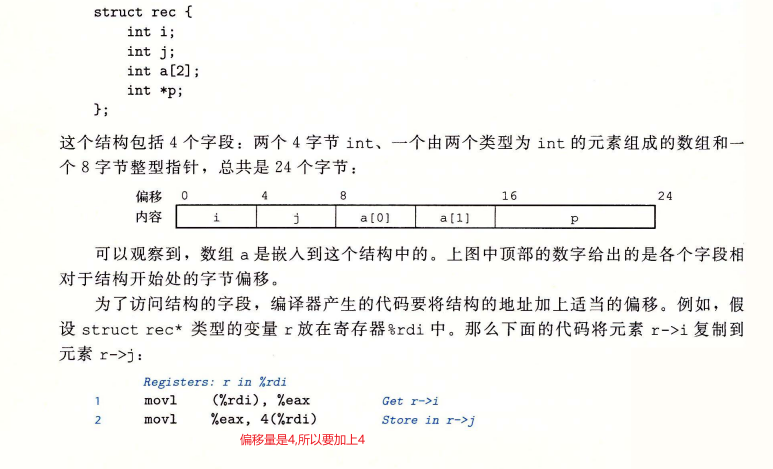 struct rec {
int i;
int j;
int a[2];
int *p;
};
这个结构包括 4 个字段：两个 4 字节 int、一个由两个类型为 int 的元素组成的数组和一
个 8 字节整型指针，总共是 24 个字节：
偏移 0 4 8 16 24
内容 i j a[0] a[1] p
可以观察到，数组 a 是嵌入到这个结构中的。上图中顶部的数字给出的是各个字段相
对于结构开始处的字节偏移。
为了访问结构的字段，编译器产生的代码要将结构的地址加上适当的偏移。例如，假
设 struct rec* 类型的变量 r 放在寄存器%rdi 中。那么下面的代码将元素 r->i 复制到
元素 r->j：
Registers: r in %rdi
1 movl (%rdi), %eax Get r->i
2 movl %eax, 4(%rdi) Store in r->j
偏移量是4,所以要加上4